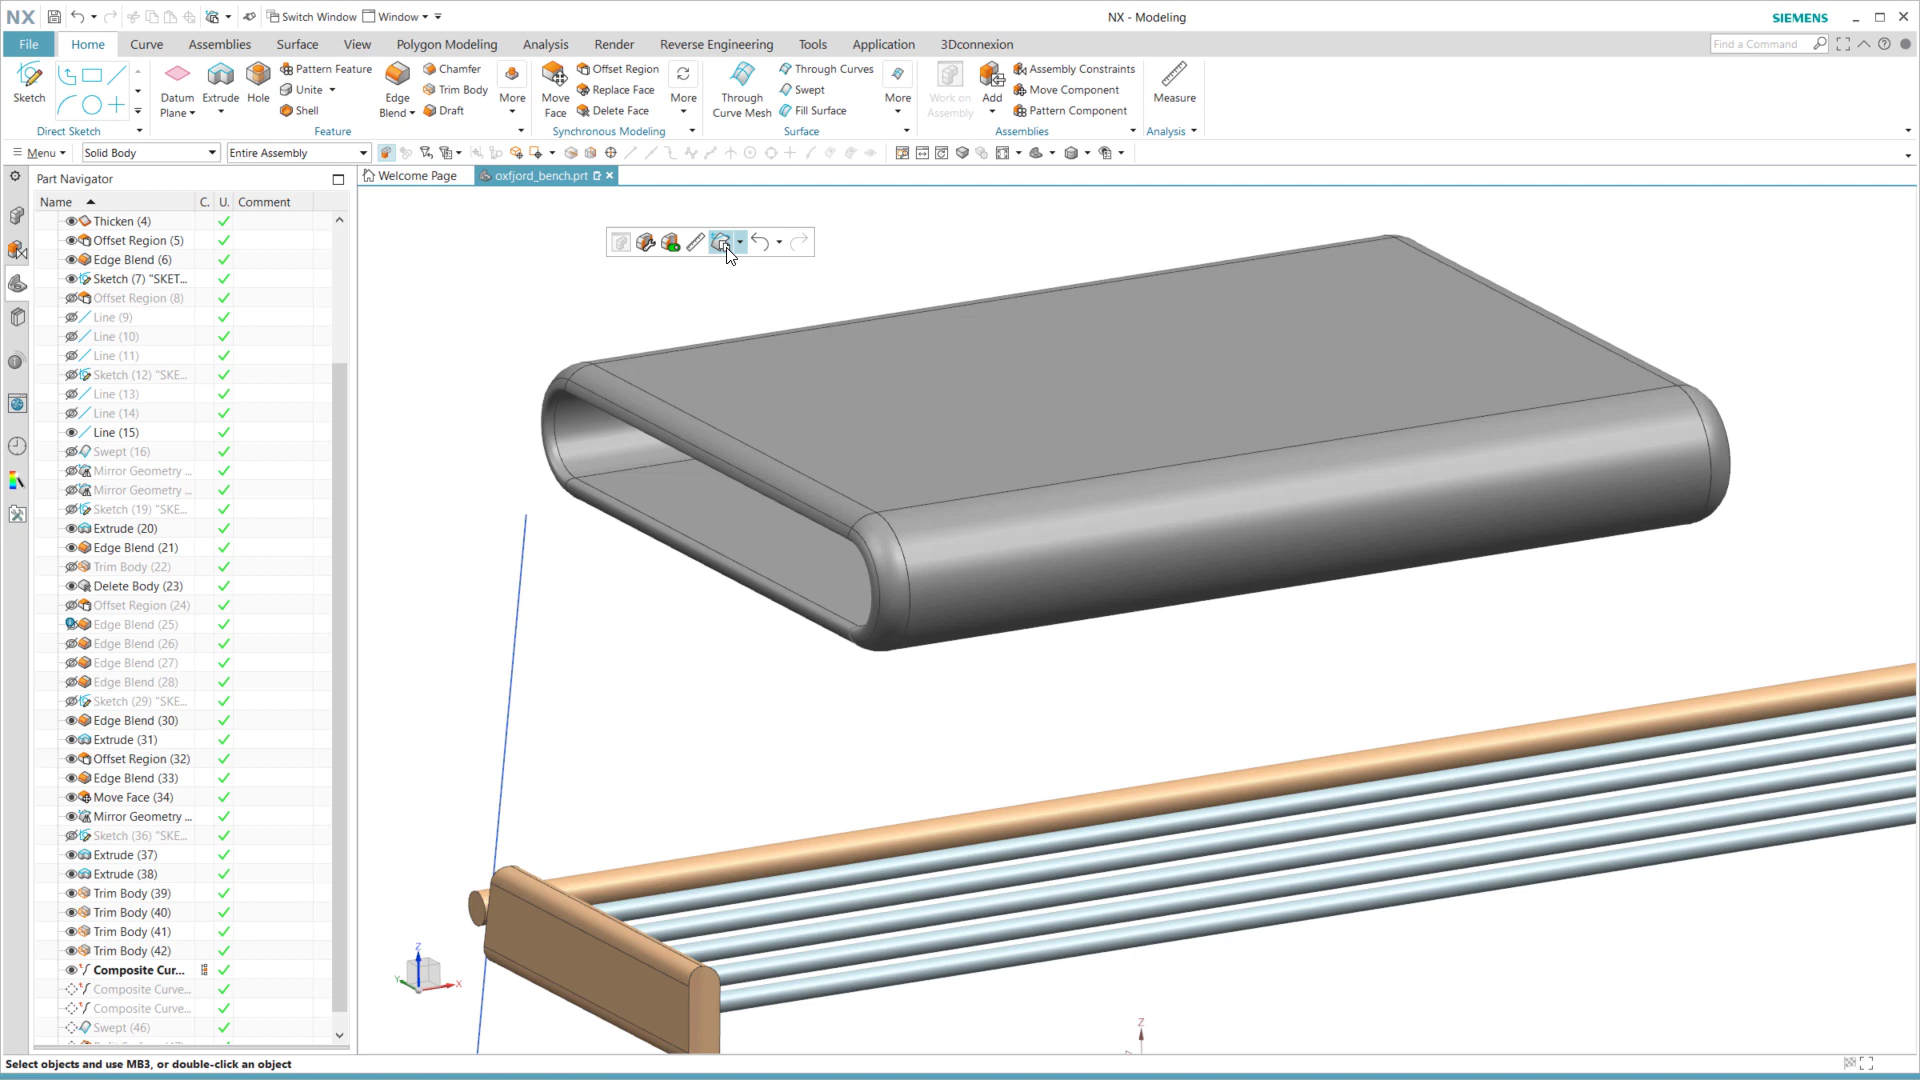 NX
Switch Window
Window
NX - Modeling
SIEMENS
File
Home
Curve
Assemblies
Surface
View
Polygon Modeling
Analysis
Render
Reverse Engineering
Tools
Application
3Dconnexion
Find a Command
Sketch
Direct Sketch
Datum Plane
Extrude
Hole
Pattern Feature
Unite
Shell
Edge Blend
Chamfer
Trim Body
Draft
More
Feature
Move Face
Offset Region
Replace Face
Delete Face
More
Synchronous Modeling
Through Curve Mesh
Through Curves
Swept
Fill Surface
More
Surface
Work on Assembly
Add
Assembly Constraints
Move Component
Pattern Component
Assemblies
Measure
Analysis
Menu
Solid Body
Entire Assembly
Part Navigator
Welcome Page
oxfjord_bench.prt
Name C. U. Comment
Thicken (4)
Offset Region (5)
Edge Blend (6)
Sketch (7) "SKET...
Offset Region (8)
Line (9)
Line (10)
Line (11)
Sketch (12) "SKE...
Line (13)
Line (14)
Line (15)
Swept (16)
Mirror Geometry ...
Mirror Geometry ...
Sketch (19) "SKE...
Extrude (20)
Edge Blend (21)
Trim Body (22)
Delete Body (23)
Offset Region (24)
Edge Blend (25)
Edge Blend (26)
Edge Blend (27)
Edge Blend (28)
Sketch (29) "SKE...
Edge Blend (30)
Extrude (31)
Offset Region (32)
Edge Blend (33)
Move Face (34)
Mirror Geometry ...
Sketch (36) "SKE...
Extrude (37)
Extrude (38)
Trim Body (39)
Trim Body (40)
Trim Body (41)
Trim Body (42)
Composite Cur...
Composite Curve...
Composite Curve...
Swept (46)
Z
Y
X
Z
Select objects and use MB3, or double-click an object